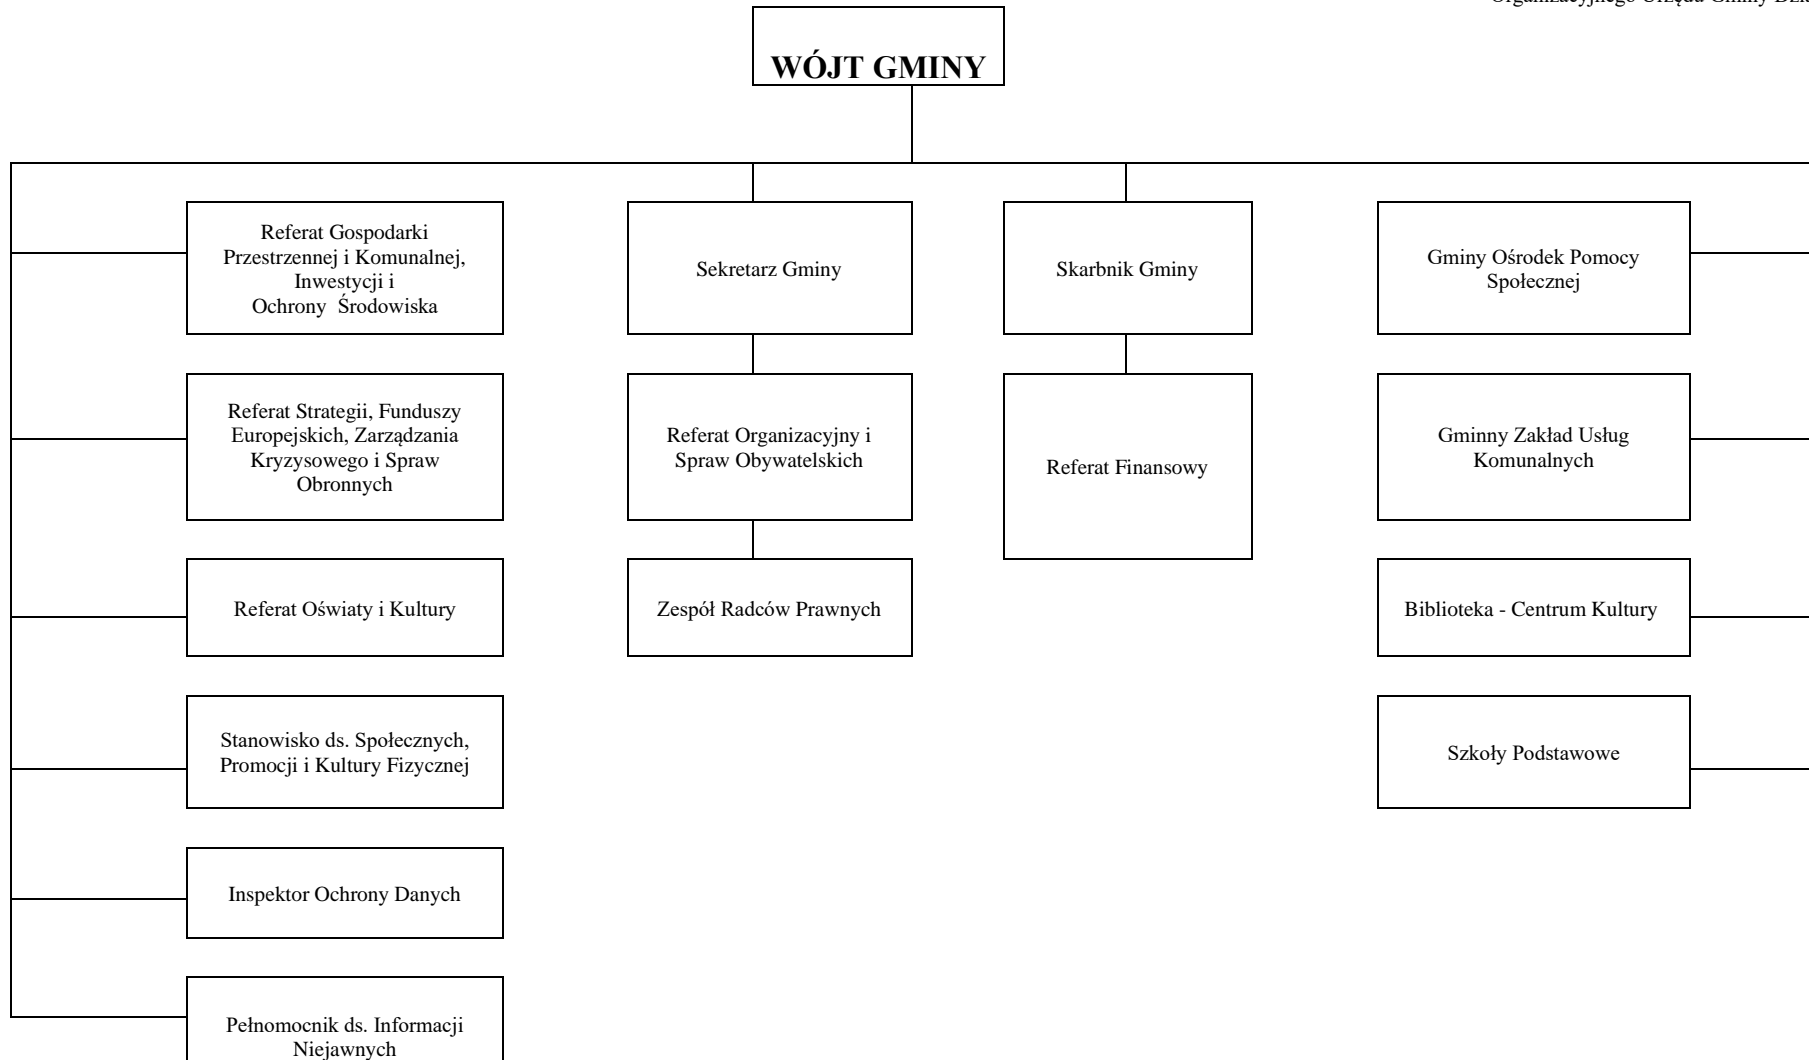 Organizacyjnego Urzędu Gminy
WÓJT GMINY
Referat Gospodarki
Przestrzennej i Komunalnej,
Inwestycji i
Ochrony Środowiska
Sekretarz Gminy
Skarbnik Gminy
Gminy Ośrodek Pomocy
Społecznej
Referat Strategii, Funduszy
Europejskich, Zarządzania
Kryzysowego i Spraw
Obronnych
Referat Organizacyjny i
Spraw Obywatelskich
Referat Finansowy
Gminny Zakład Usług
Komunalnych
Referat Oświaty i Kultury
Zespół Radców Prawnych
Biblioteka - Centrum Kultury
Stanowisko ds. Społecznych,
Promocji i Kultury Fizycznej
Szkoły Podstawowe
Inspektor Ochrony Danych
Pełnomocnik ds. Informacji
Niejawnych